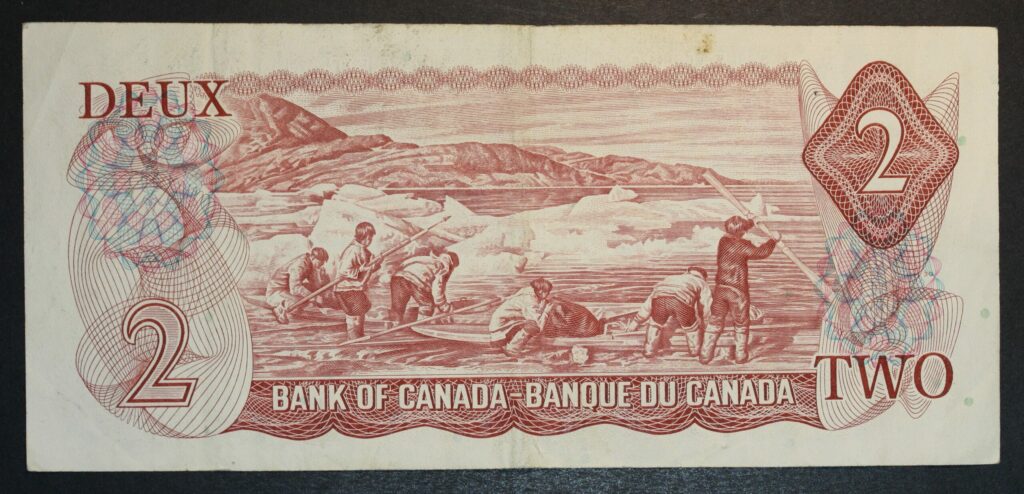 DEUX
2
2
BANK OF CANADA–BANQUE DU CANADA
TWO